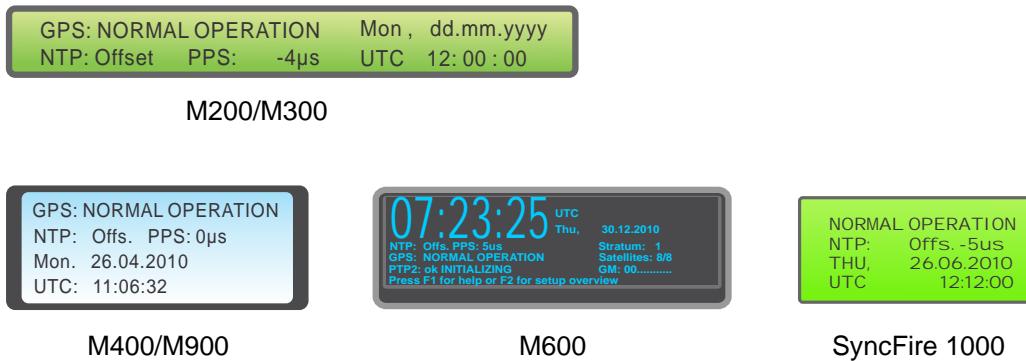 GPS: NORMAL OPERATION Mon , dd.mm.yyyy
NTP: Offset PPS: -4µs UTC 12: 00 : 00
M200/M300
GPS: NORMAL OPERATION
NTP: Offs. PPS: 0µs
Mon. 26.04.2010
UTC: 11:06:32
M400/M900
07:23:25 UTC
Thu, 30.12.2010
NTP: Offs. PPS: 5us Stratum: 1
GPS: NORMAL OPERATION Satellites: 8/8
PTP2: ok INITIALIZING GM: 00...........
Press F1 for help or F2 for setup overview
M600
NORMAL OPERATION
NTP: Offs. -5us
THU, 26.06.2010
UTC 12:12:00
SyncFire 1000